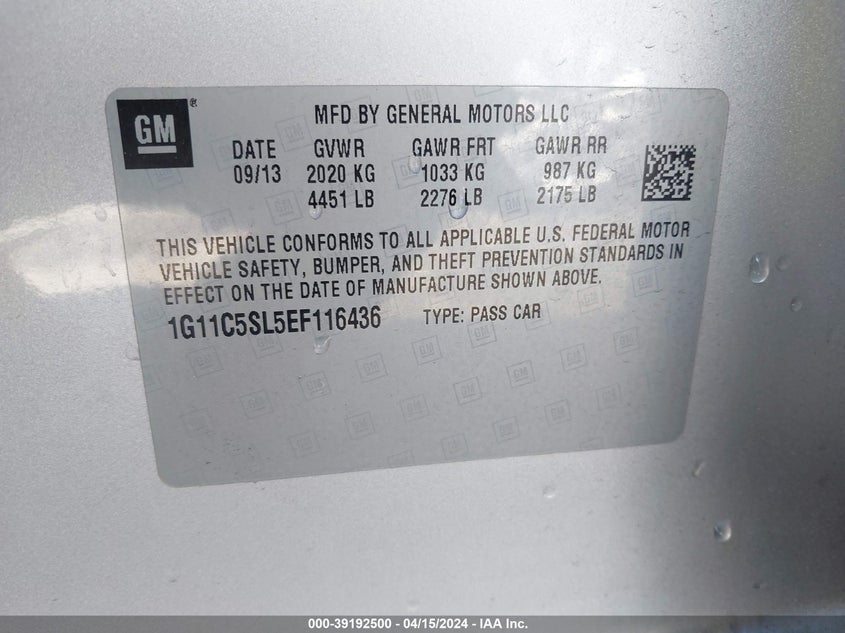 GM
®
MFD BY GENERAL MOTORS LLC
DATE GVWR GAWR FRT GAWR RR
09/13 2020 KG 1033 KG 987 KG
4451 LB 2276 LB 2175 LB
THIS VEHICLE CONFORMS TO ALL APPLICABLE U.S. FEDERAL MOTOR
VEHICLE SAFETY, BUMPER, AND THEFT PREVENTION STANDARDS IN
EFFECT ON THE DATE OF MANUFACTURE SHOWN ABOVE.
1G11C5SL5EF116436 TYPE: PASS CAR
000-39192500 - 04/15/2024 - IAA Inc.